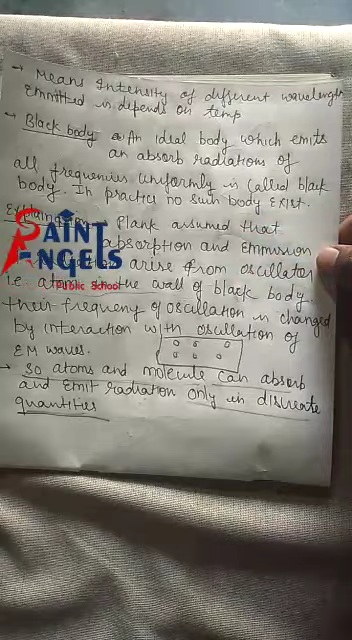 → Means Intensity of different wavelength
Emmitted is depends on temp
→ Black body An ideal body which emits
an absorb radiations of
all frequencies uniformly is called black
body. In practice no such body Exist.
→ Plank assumed that
absorption and Emmision
arise from oscillator
i.e. atoms the wall of black body.
their frequency of oscillation is changed
by interaction with oscillation of
EM waves.
→ so atoms and molecule can absorb
and Emit radiation only in discreate
quantities
SAINT
ANGELS
Public School